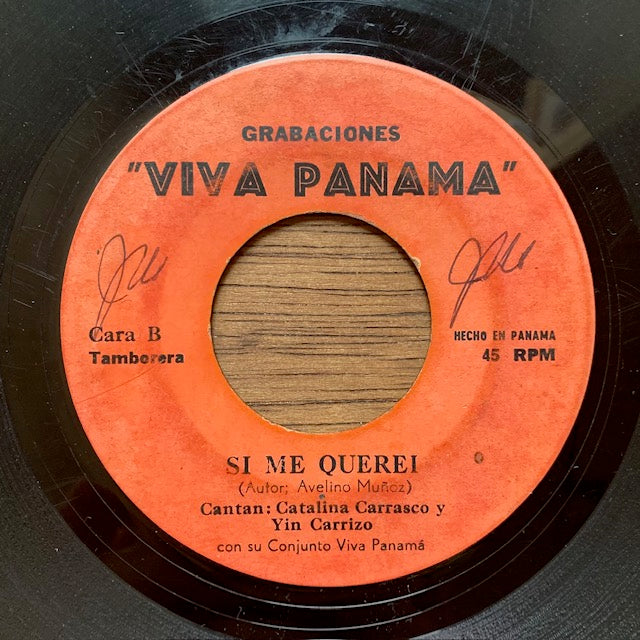 GRABACIONES
"VIVA PANAMA"
Cara B
Tamborera
HECHO EN PANAMA
45 RPM
SI ME QUEREI
(Autor; Avelino Muñoz)
Cantan: Catalina Carrasco y
Yin Carrizo
con su Conjunto Viva Panamá